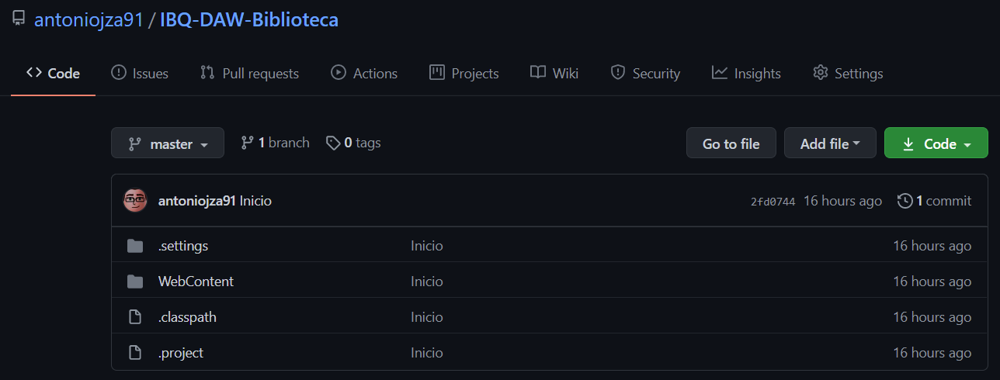 antoniojza91 / IBQ-DAW-Biblioteca
Code Issues Pull requests Actions Projects Wiki Security Insights Settings
master 1 branch 0 tags Go to file Add file Code
antoniojza91 Inicio 2fd0744 16 hours ago 1 commit
.settings Inicio 16 hours ago
WebContent Inicio 16 hours ago
.classpath Inicio 16 hours ago
.project Inicio 16 hours ago